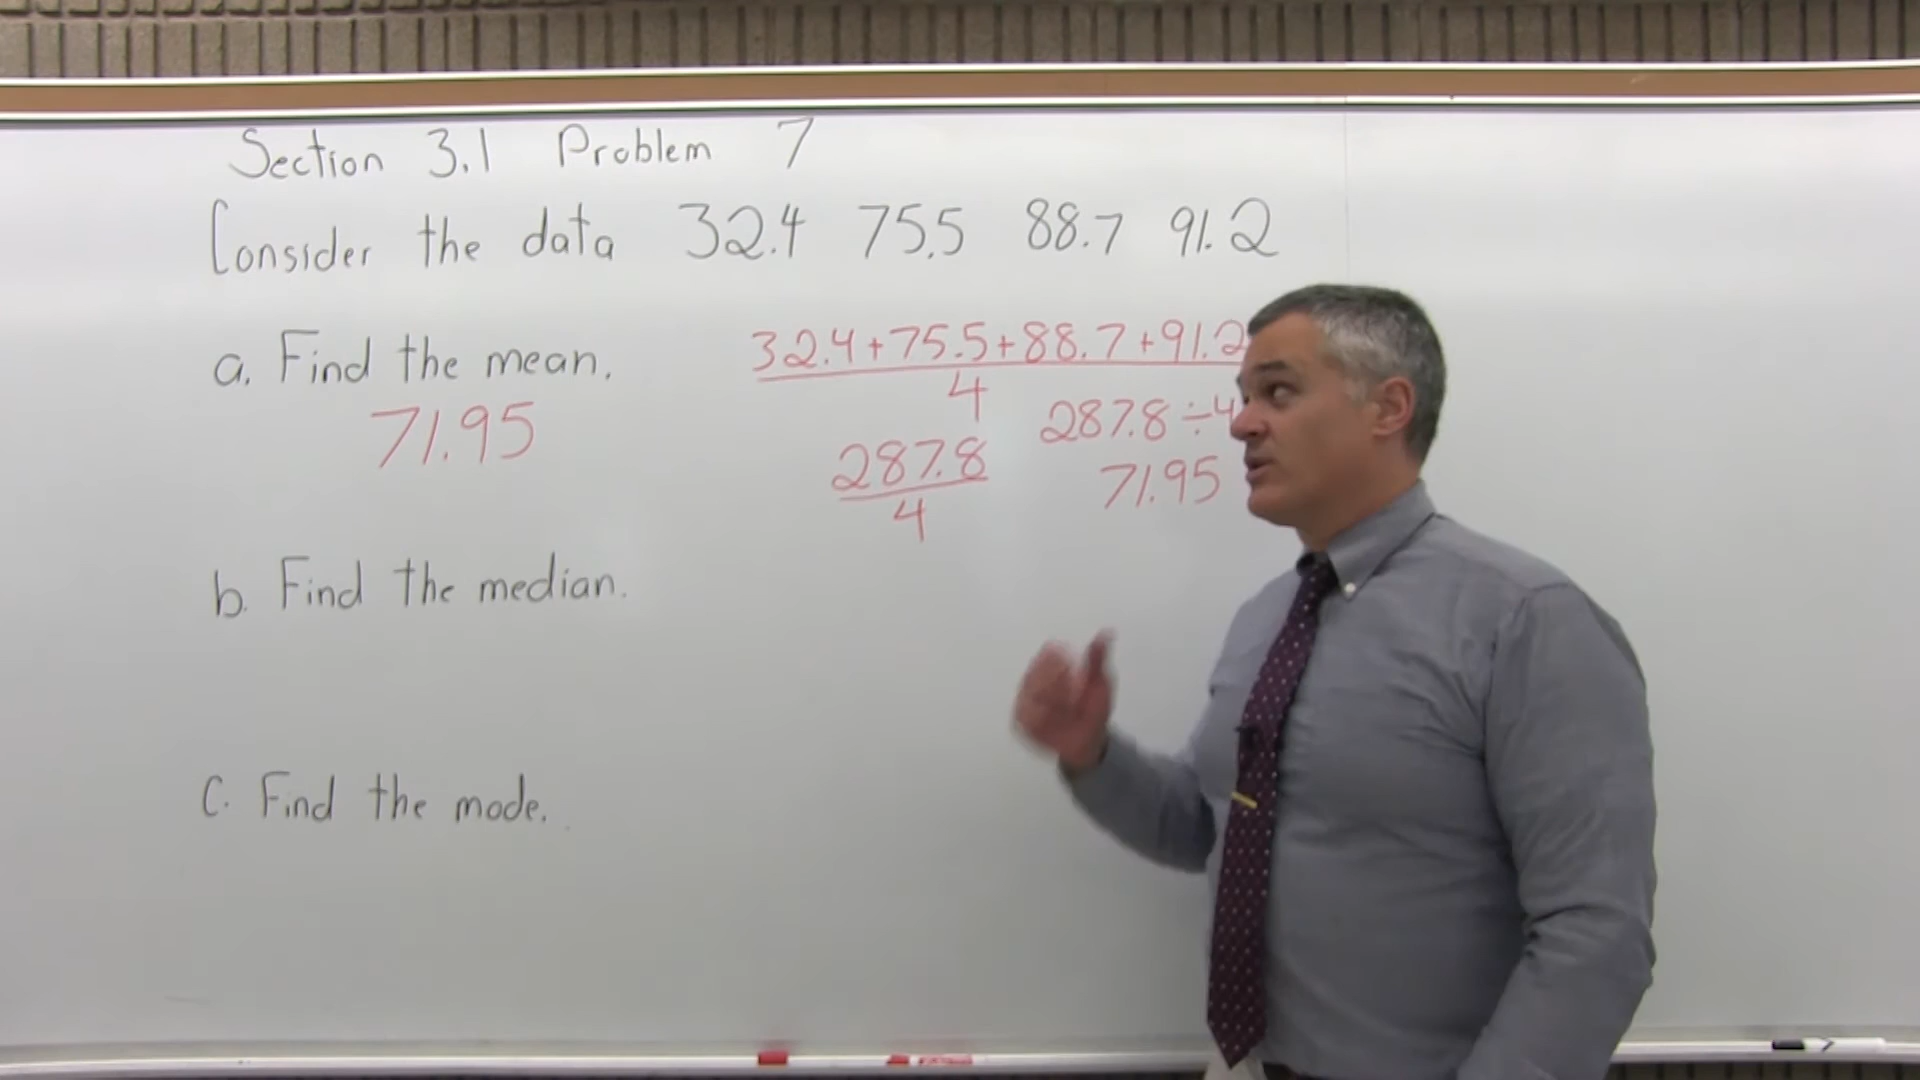 Section 3.1 Problem 7
Consider the data 32.4 75.5 88.7 91.2
a. Find the mean.
71.95
32.4+75.5+88.7+91.2
4
287.8
4
287.8÷4
71.95
b. Find the median.
c. Find the mode.